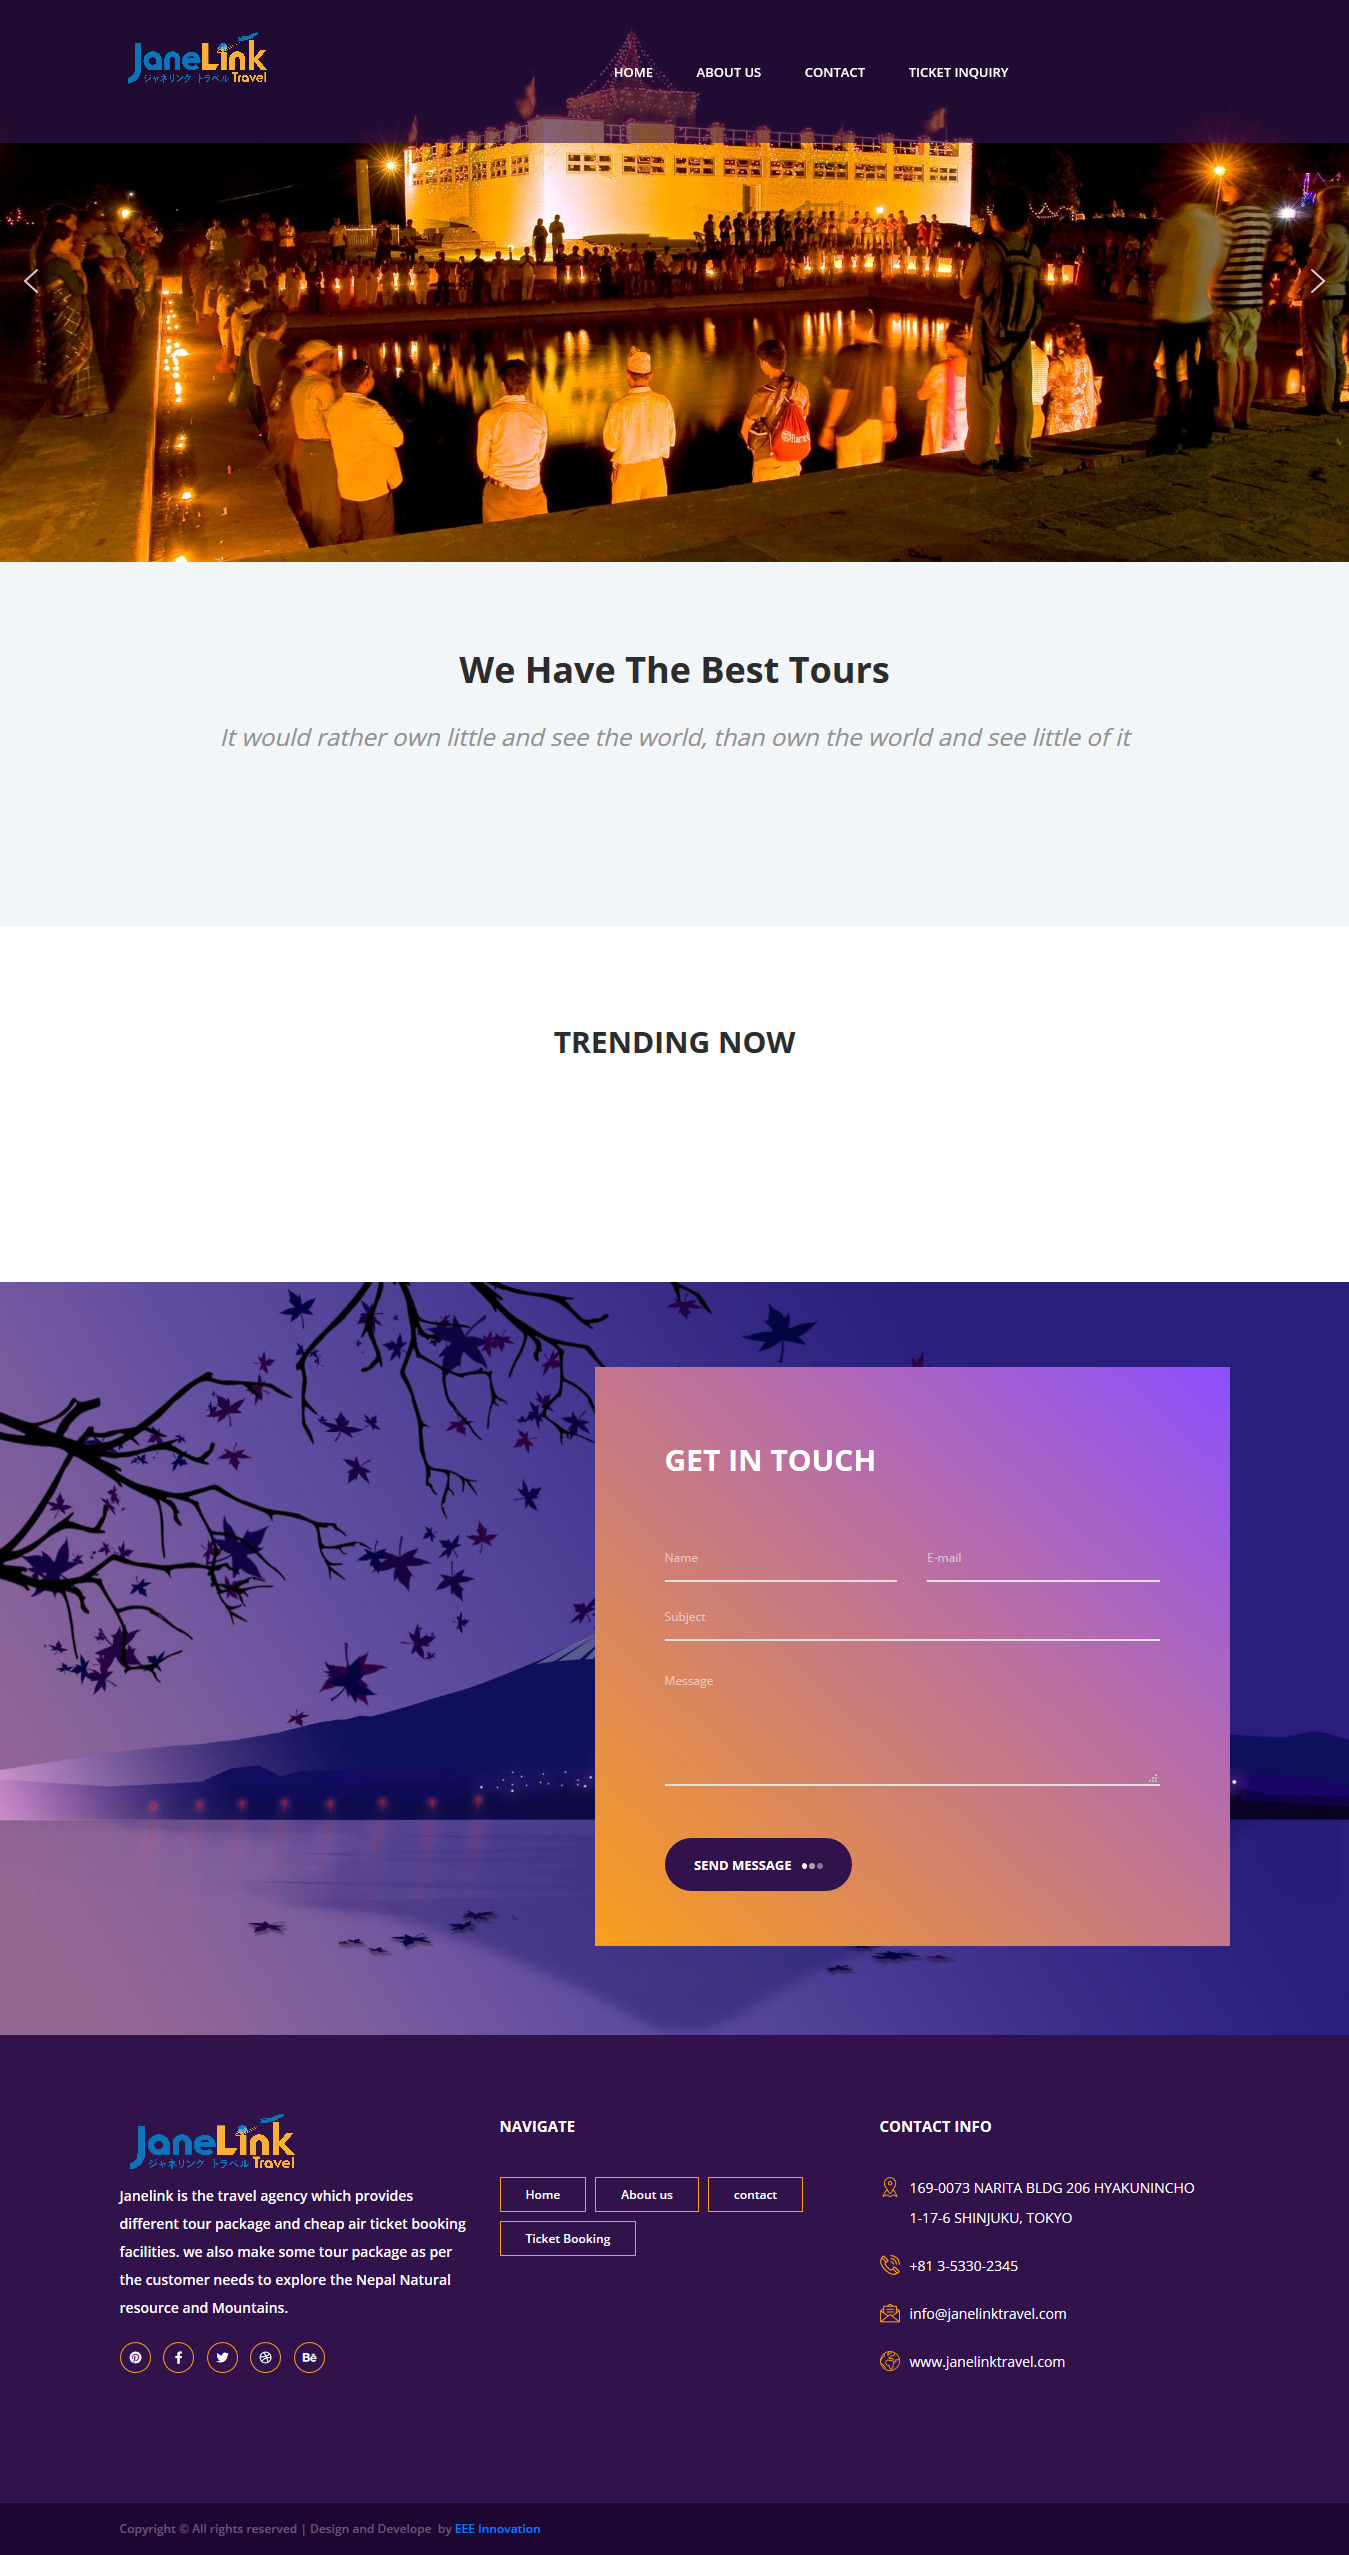 JaneLink
ジャネリンク トラベル Travel
HOME
ABOUT US
CONTACT
TICKET INQUIRY
We Have The Best Tours
It would rather own little and see the world, than own the world and see little of it
TRENDING NOW
GET IN TOUCH
Name
E-mail
Subject
Message
SEND MESSAGE
JaneLink
ジャネリンク トラベル Travel
Janelink is the travel agency which provides
different tour package and cheap air ticket booking
facilities. we also make some tour package as per
the customer needs to explore the Nepal Natural
resource and Mountains.
NAVIGATE
Home
About us
contact
Ticket Booking
CONTACT INFO
169-0073 NARITA BLDG 206 HYAKUNINCHO
1-17-6 SHINJUKU, TOKYO
+81 3-5330-2345
info@janelinktravel.com
www.janelinktravel.com
Copyright © All rights reserved | Design and Develope by EEE Innovation